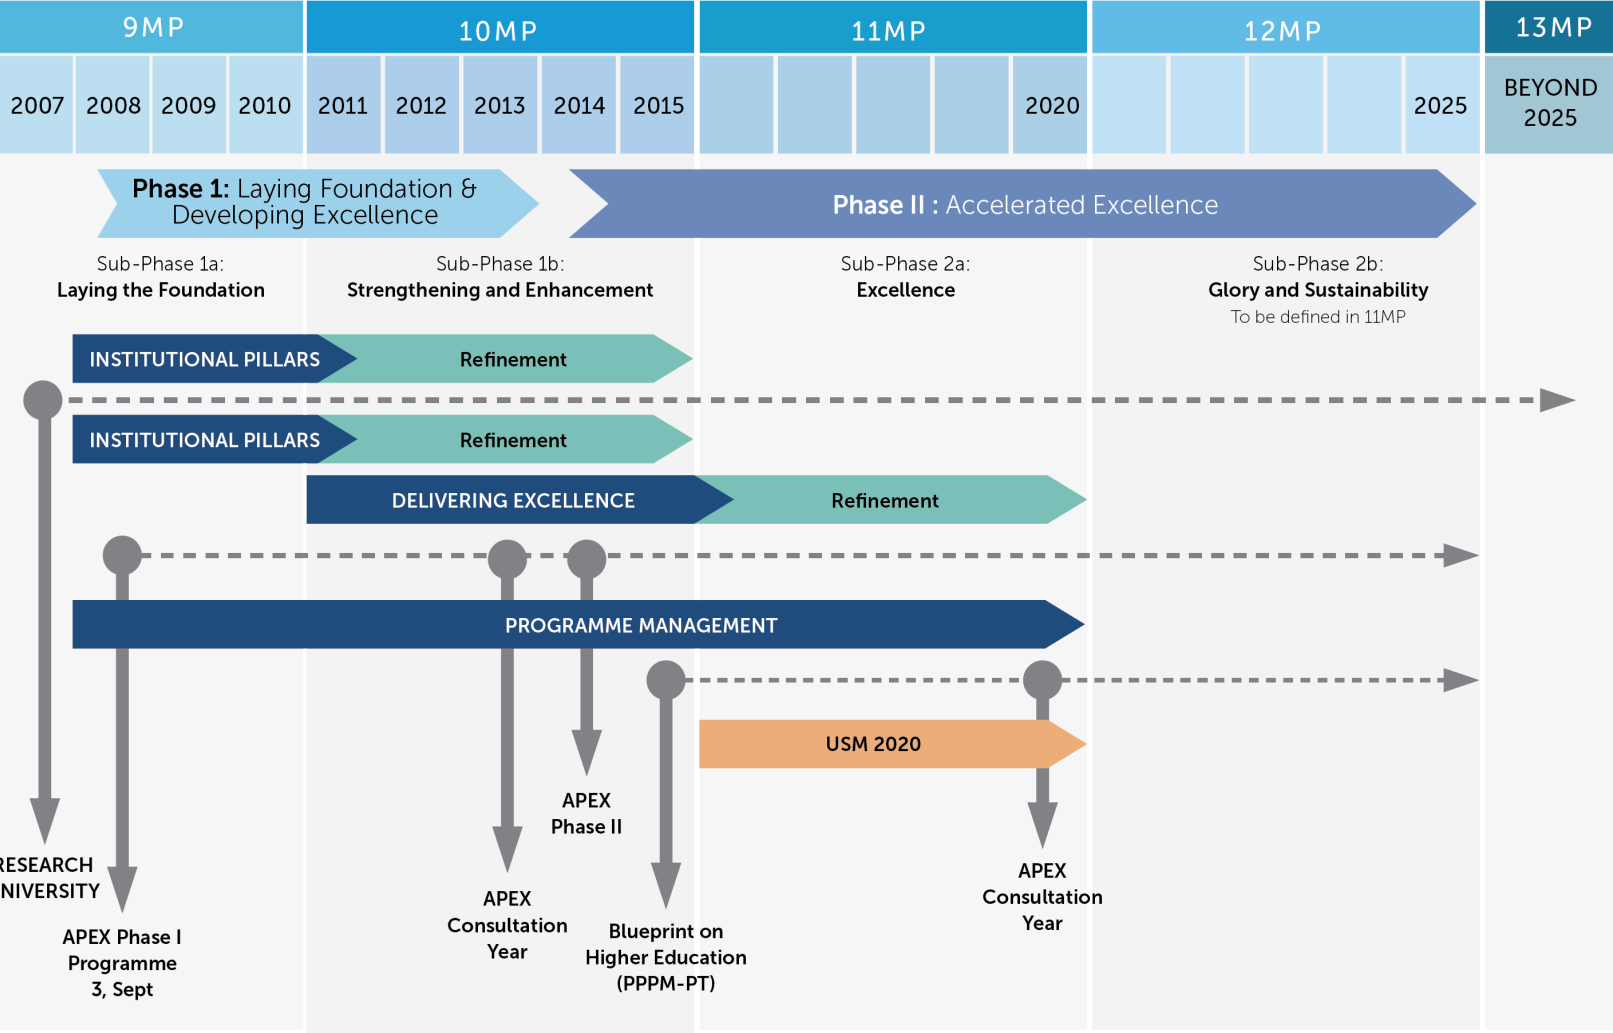 9MP
10MP
11MP
12MP
13MP
2007
2008
2009
2010
2011
2012
2013
2014
2015
2020
2025
BEYOND
2025
Phase 1: Laying Foundation &
Developing Excellence
Phase II : Accelerated Excellence
Sub-Phase 1a:
Laying the Foundation
Sub-Phase 1b:
Strengthening and Enhancement
Sub-Phase 2a:
Excellence
Sub-Phase 2b:
Glory and Sustainability
To be defined in 11MP
INSTITUTIONAL PILLARS
Refinement
INSTITUTIONAL PILLARS
Refinement
DELIVERING EXCELLENCE
Refinement
PROGRAMME MANAGEMENT
USM 2020
RESEARCH
NIVERSITY
APEX Phase I
Programme
3, Sept
APEX
Consultation
Year
APEX
Phase II
Blueprint on
Higher Education
(PPPM-PT)
APEX
Consultation
Year